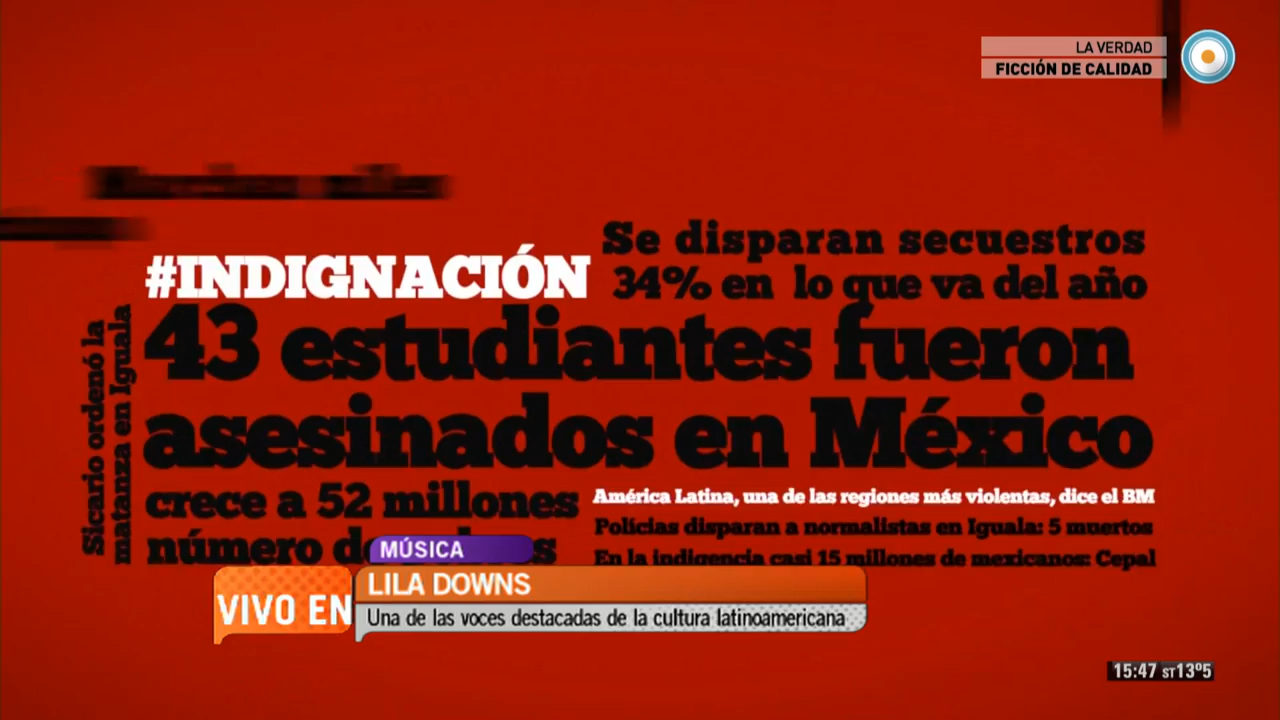 LA VERDAD
FICCIÓN DE CALIDAD
#INDIGNACIÓN
Se disparan secuestros
34% en lo que va del año
Sicario ordenó la
matanza en Iguala
43 estudiantes fueron
asesinados en México
crece a 52 millones
número
América Latina, una de las regiones más violentas, dice el BM
Policías disparan a normalistas en Iguala: 5 muertos
En la indigencia casi 15 millones de mexicanos: Cepal
MÚSICA
VIVO EN
LILA DOWNS
Una de las voces destacadas de la cultura latinoamericana
15:47 ST13º5